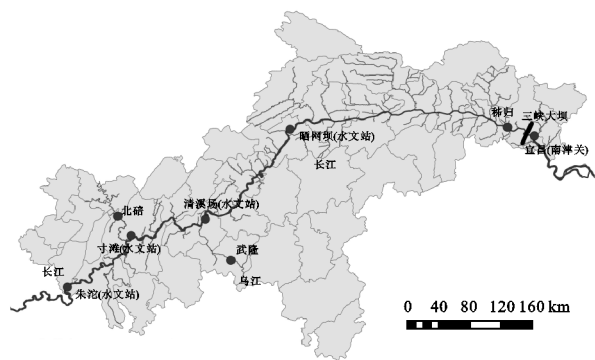 秭归
三峡大坝
宜昌(南津关)
晒网坝(水文站)
长江
清溪场(水文站)
北碚
寸滩(水文站)
武隆
乌江
长江
朱沱(水文站)
0 40 80 120 160 km